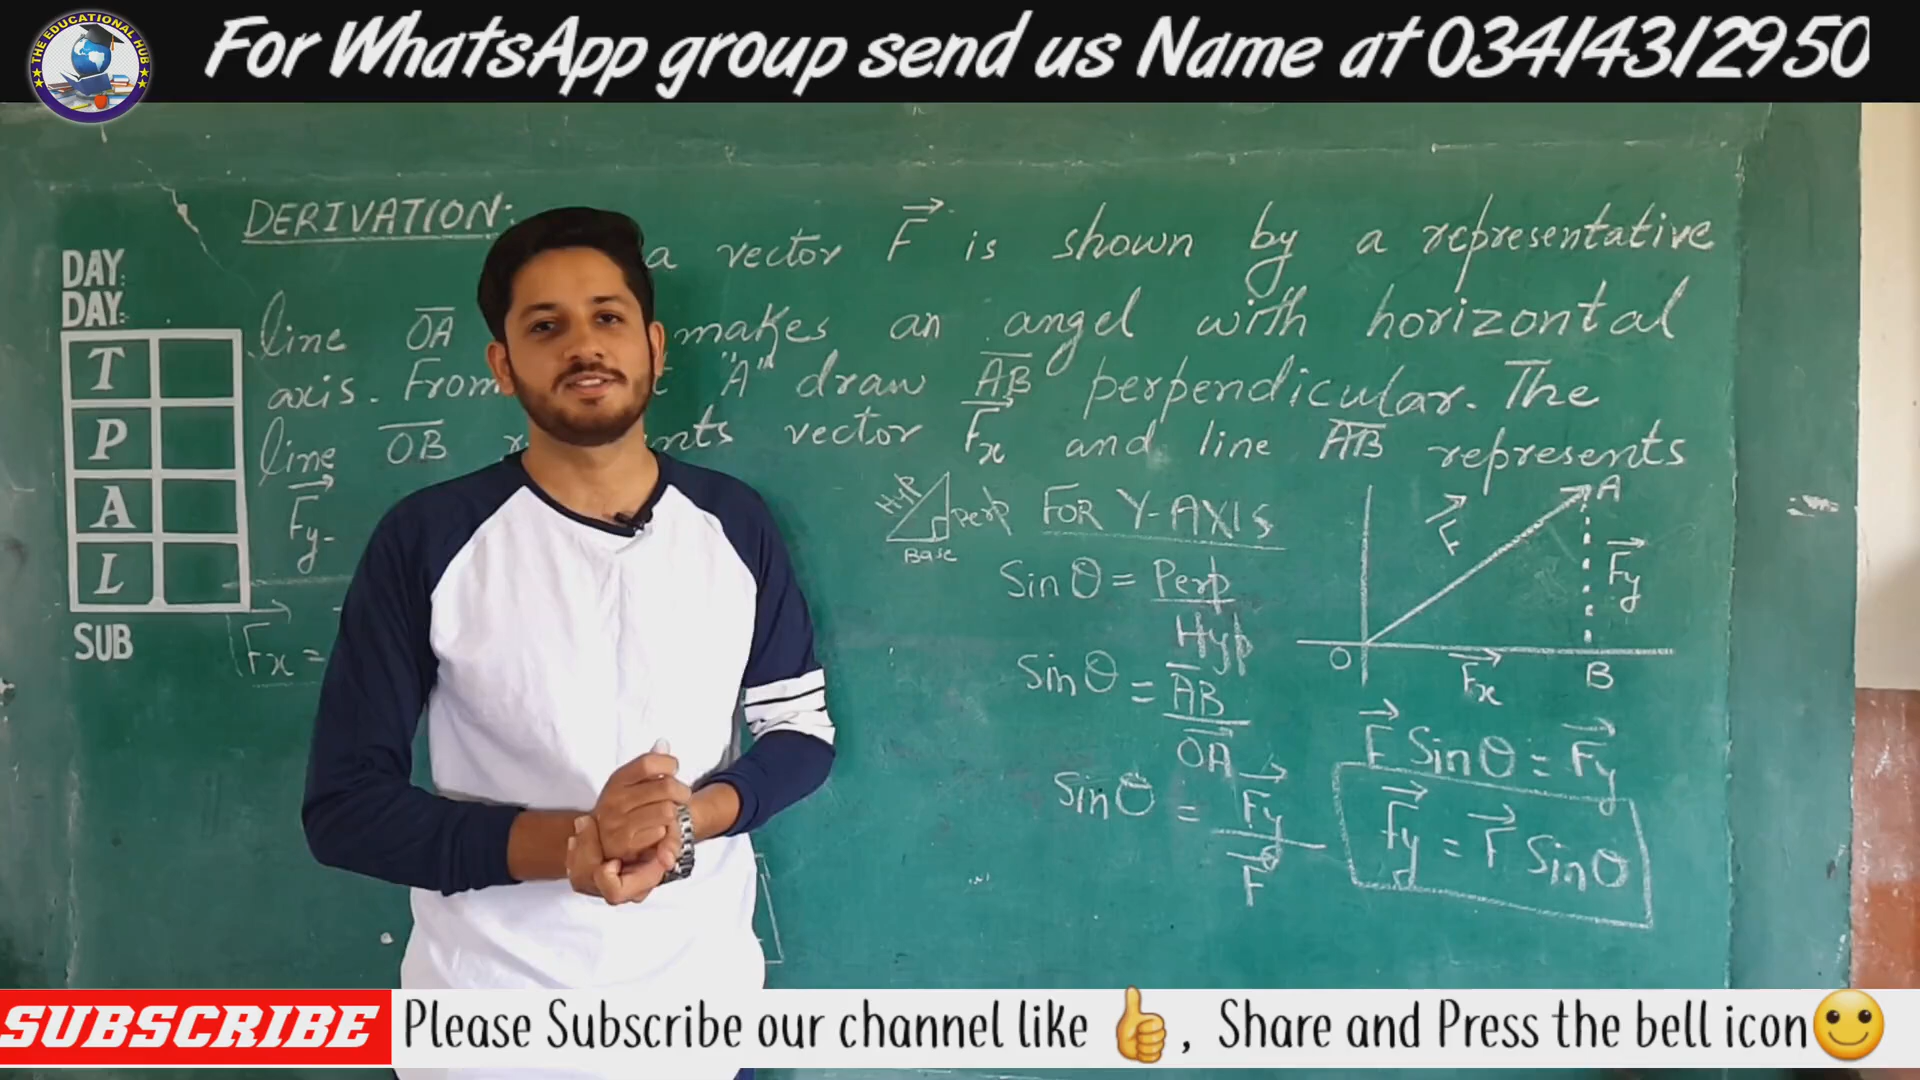 THE EDUCATIONAL HUB
For WhatsApp group send us Name at 03414312950
DERIVATION:
a vector F is shown by a representative
line OA makes an angel with horizontal
axis. From "A" draw AB perpendicular. The
line OB vector Fx and line AB represents
Fy.
DAY:
DAY:
T
P
A
L
SUB
Fx =
Hyp
Perp
Base
FOR Y-AXIS
Sin θ = Perp
Hyp
Sin θ = AB
OA
Sin θ = Fy
F
F
A
Fy
O
Fx
B
F Sin θ = Fy
Fy = F Sin θ
SUBSCRIBE
Please Subscribe our channel like 👍, Share and Press the bell icon🙂